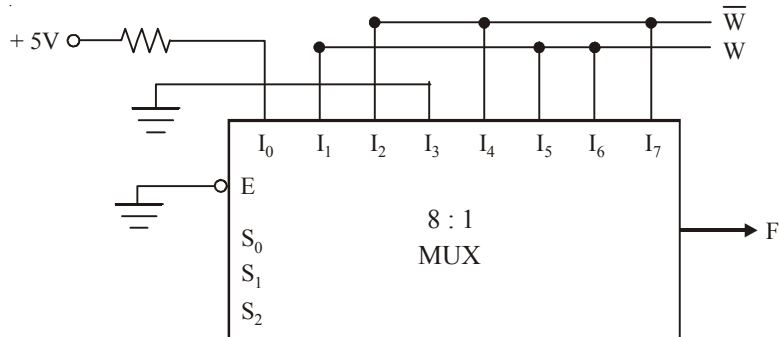 W̅
+ 5V
W
I₀ I₁ I₂ I₃ I₄ I₅ I₆ I₇
E
8 : 1
MUX
F
S₀
S₁
S₂